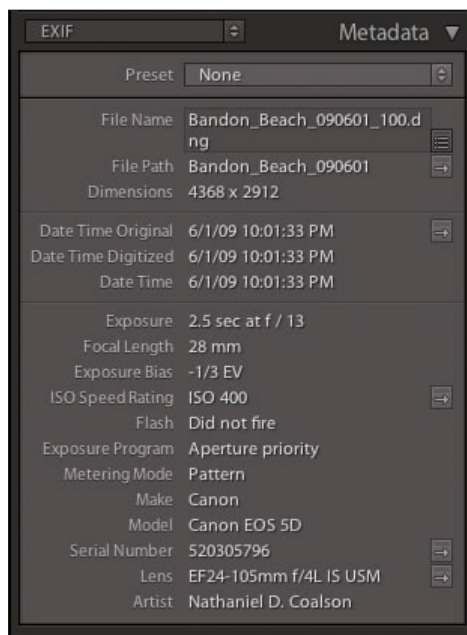 EXIF Metadata
Preset None
File Name Bandon_Beach_090601_100.d
ng
File Path Bandon_Beach_090601
Dimensions 4368 x 2912
Date Time Original 6/1/09 10:01:33 PM
Date Time Digitized 6/1/09 10:01:33 PM
Date Time 6/1/09 10:01:33 PM
Exposure 2.5 sec at f / 13
Focal Length 28 mm
Exposure Bias -1/3 EV
ISO Speed Rating ISO 400
Flash Did not fire
Exposure Program Aperture priority
Metering Mode Pattern
Make Canon
Model Canon EOS 5D
Serial Number 520305796
Lens EF24-105mm f/4L IS USM
Artist Nathaniel D. Coalson